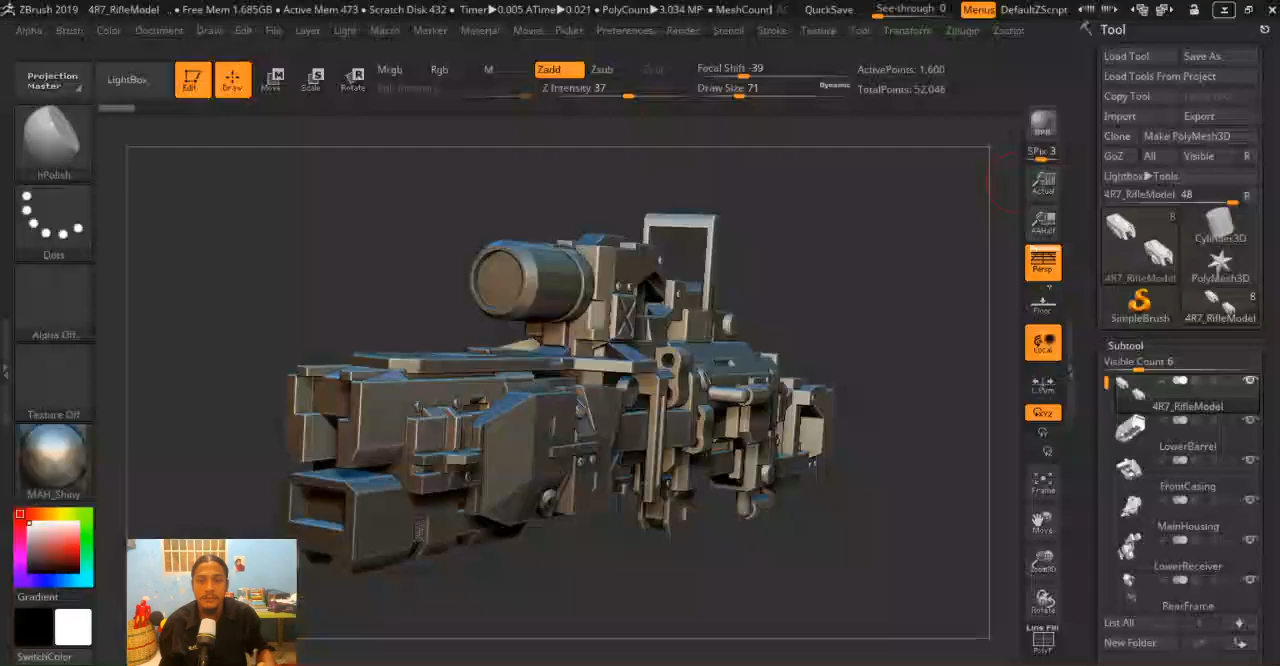 ZBrush 2019 4R7_RifleModel .. • Free Mem 1.685GB • Active Mem 473 • Scratch Disk 432 • Timer▶0.005 ATime▶0.021 • PolyCount▶3.034 MP • MeshCount▶1 QuickSave See-through 0 Menus DefaultZScript
Alpha Brush Color Document Draw Edit File Layer Light Macro Marker Material Movie Picker Preferences Render Stencil Stroke Texture Tool Transform Zplugin Zscript
Tool
Projection
Master
LightBox
Edit
Draw
Move
Scale
Rotate
Mrgb Rgb M
Zadd Zsub
Z Intensity 37
Focal Shift -39
Draw Size 71
Dynamic
ActivePoints: 1,600
TotalPoints: 52,046
Load Tool Save As
Load Tools From Project
Copy Tool
Import Export
Clone Make PolyMesh3D
GoZ All Visible R
Lightbox▶Tools
4R7_RifleModel 48 R
8
Cylinder3D
4R7_RifleModel
PolyMesh3D
8
SimpleBrush
4R7_RifleModel
Subtool
Visible Count 6
4R7_RifleModel
LowerBarrel
FrontCasing
MainHousing
LowerReceiver
RearFrame
List All
New Folder
hPolish
Dots
Alpha Off
Texture Off
MAH_Shiny
Gradient
SwitchColor
BPR
SPix 3
Actual
AAHalf
Persp
Floor
Local
L.Sym
XYZ
Frame
Move
Zoom3D
Rotate
Line Fill
PolyF